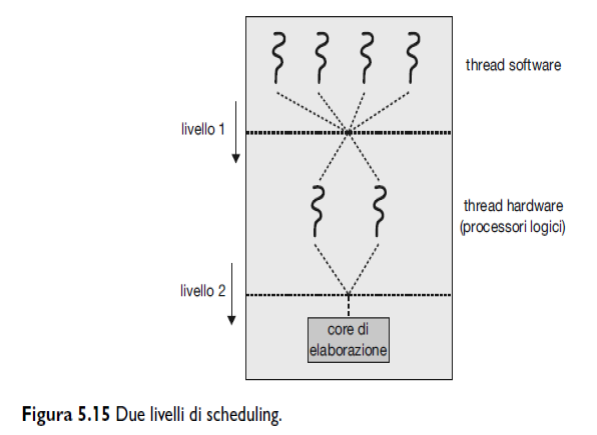 thread software
livello 1
thread hardware
(processori logici)
livello 2
core di
elaborazione
Figura 5.15 Due livelli di scheduling.